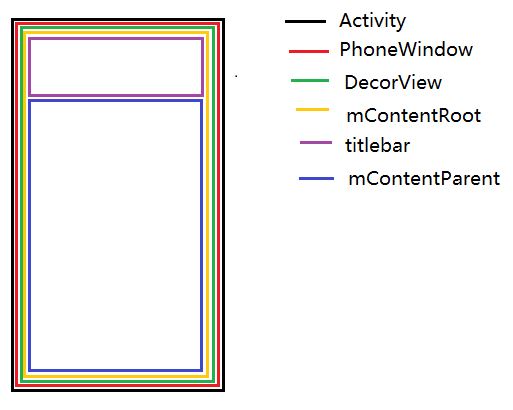 Activity
PhoneWindow
DecorView
mContentRoot
titlebar
mContentParent